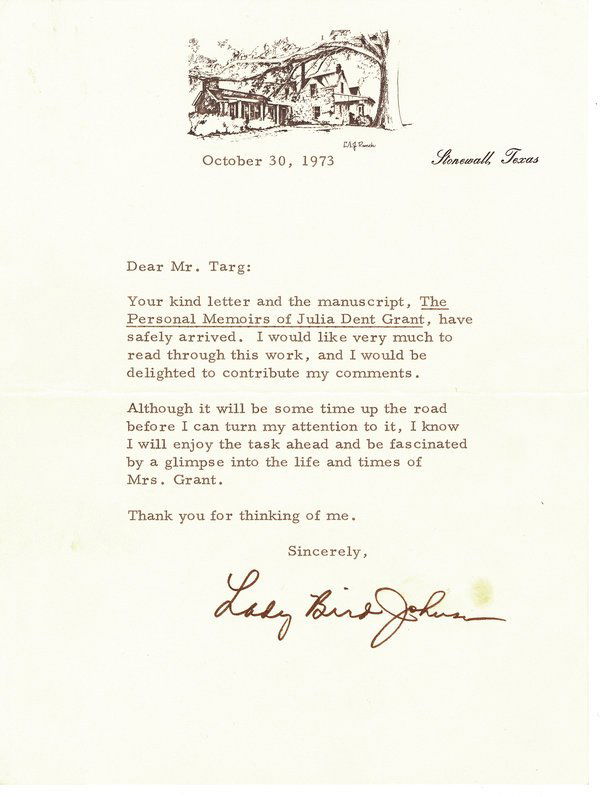 LBJ Ranch
October 30, 1973
Stonewall, Texas
Dear Mr. Targ:
Your kind letter and the manuscript, The
Personal Memoirs of Julia Dent Grant, have
safely arrived. I would like very much to
read through this work, and I would be
delighted to contribute my comments.
Although it will be some time up the road
before I can turn my attention to it, I know
I will enjoy the task ahead and be fascinated
by a glimpse into the life and times of
Mrs. Grant.
Thank you for thinking of me.
Sincerely,
Lady Bird Johnson